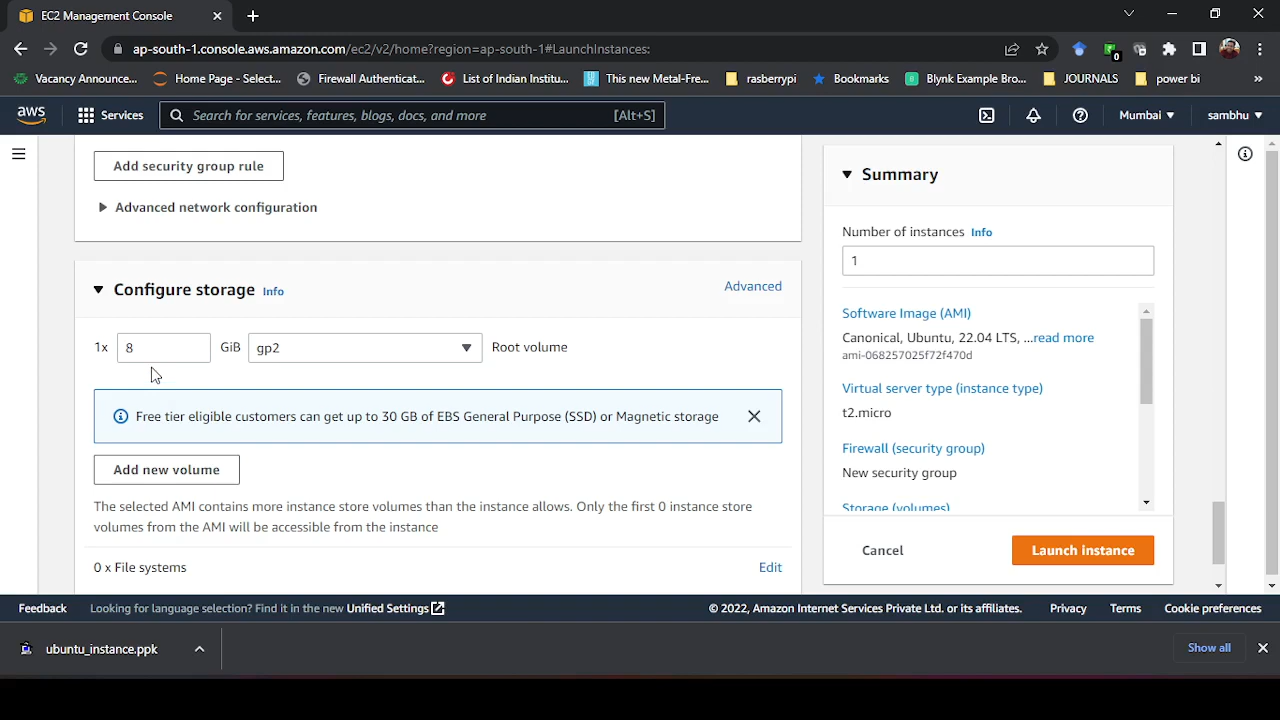 EC2 Management Console
ap-south-1.console.aws.amazon.com/ec2/v2/home?region=ap-south-1#LaunchInstances:
0
Vacancy Announce...
Home Page - Select...
Firewall Authenticat...
List of Indian Institu...
This new Metal-Fre...
rasberrypi
Bookmarks
Blynk Example Bro...
JOURNALS
power bi
»
aws
Services
Search for services, features, blogs, docs, and more
[Alt+S]
Mumbai
sambhu
Add security group rule
Advanced network configuration
Configure storage Info
Advanced
1x
8
GiB
gp2
Root volume
Free tier eligible customers can get up to 30 GB of EBS General Purpose (SSD) or Magnetic storage
Add new volume
The selected AMI contains more instance store volumes than the instance allows. Only the first 0 instance store
volumes from the AMI will be accessible from the instance
0 x File systems
Edit
Summary
Number of instances Info
1
Software Image (AMI)
Canonical, Ubuntu, 22.04 LTS, ...read more
ami-068257025f72f470d
Virtual server type (instance type)
t2.micro
Firewall (security group)
New security group
Storage (volumes)
Cancel
Launch instance
Feedback
Looking for language selection? Find it in the new Unified Settings
© 2022, Amazon Internet Services Private Ltd. or its affiliates.
Privacy
Terms
Cookie preferences
ubuntu_instance.ppk
Show all